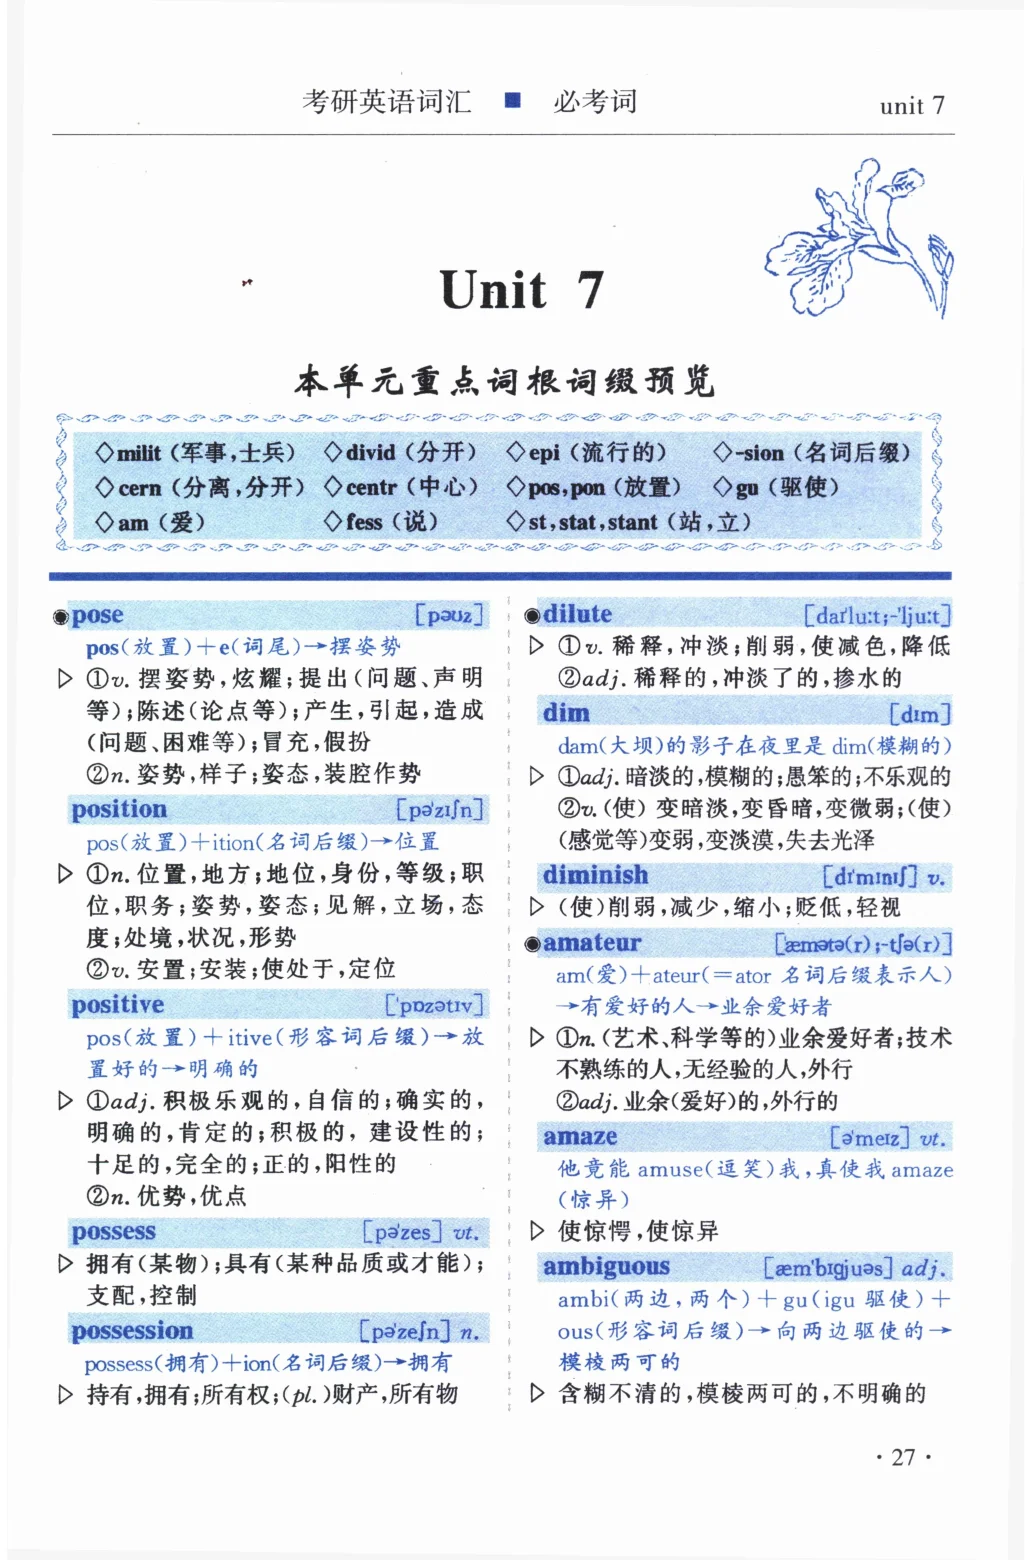 考研英语词汇 ■ 必考词 unit 7
Unit 7
本单元重点词根词缀预览
◇milit（军事,士兵） ◇divid（分开） ◇epi（流行的） ◇-sion（名词后缀）
◇cern（分离,分开） ◇centr（中心） ◇pos,pon（放置） ◇gu（驱使）
◇am（爱） ◇fess（说） ◇st,stat,stant（站,立）
◉pose [pəʊz]
pos(放置)+e(词尾)→摆姿势
▷ ①v. 摆姿势,炫耀;提出(问题、声明
等);陈述(论点等);产生,引起,造成
(问题、困难等);冒充,假扮
②n. 姿势,样子;姿态,装腔作势
position [pə'zɪʃn]
pos(放置)+ition(名词后缀)→位置
▷ ①n. 位置,地方;地位,身份,等级;职
位,职务;姿势,姿态;见解,立场,态
度;处境,状况,形势
②v. 安置;安装;使处于,定位
positive ['pɒzətɪv]
pos(放置)+itive(形容词后缀)→放
置好的→明确的
▷ ①adj. 积极乐观的,自信的;确实的,
明确的,肯定的;积极的, 建设性的;
十足的,完全的;正的,阳性的
②n. 优势,优点
possess [pə'zes] vt.
▷ 拥有(某物);具有(某种品质或才能);
支配,控制
possession [pə'zeʃn] n.
possess(拥有)+ion(名词后缀)→拥有
▷ 持有,拥有;所有权;(pl.)财产,所有物
◉dilute [daɪ'luːt;-'ljuːt]
▷ ①v. 稀释,冲淡;削弱,使减色,降低
②adj. 稀释的,冲淡了的,掺水的
dim [dɪm]
dam(大坝)的影子在夜里是 dim(模糊的)
▷ ①adj. 暗淡的,模糊的;愚笨的;不乐观的
②v. (使) 变暗淡,变昏暗,变微弱;(使)
(感觉等)变弱,变淡漠,失去光泽
diminish [dɪ'mɪnɪʃ] v.
▷ (使)削弱,减少,缩小;贬低,轻视
◉amateur [æmətə(r);-tʃə(r)]
am(爱)+ateur(=ator 名词后缀表示人)
→有爱好的人→业余爱好者
▷ ①n. (艺术、科学等的)业余爱好者;技术
不熟练的人,无经验的人,外行
②adj. 业余(爱好)的,外行的
amaze [ə'meɪz] vt.
他竟能 amuse(逗笑)我,真使我 amaze
(惊异)
▷ 使惊愕,使惊异
ambiguous [æm'bɪgjuəs] adj.
ambi(两边,两个)+gu(igu 驱使)+
ous(形容词后缀)→向两边驱使的→
模棱两可的
▷ 含糊不清的,模棱两可的,不明确的
· 27 ·